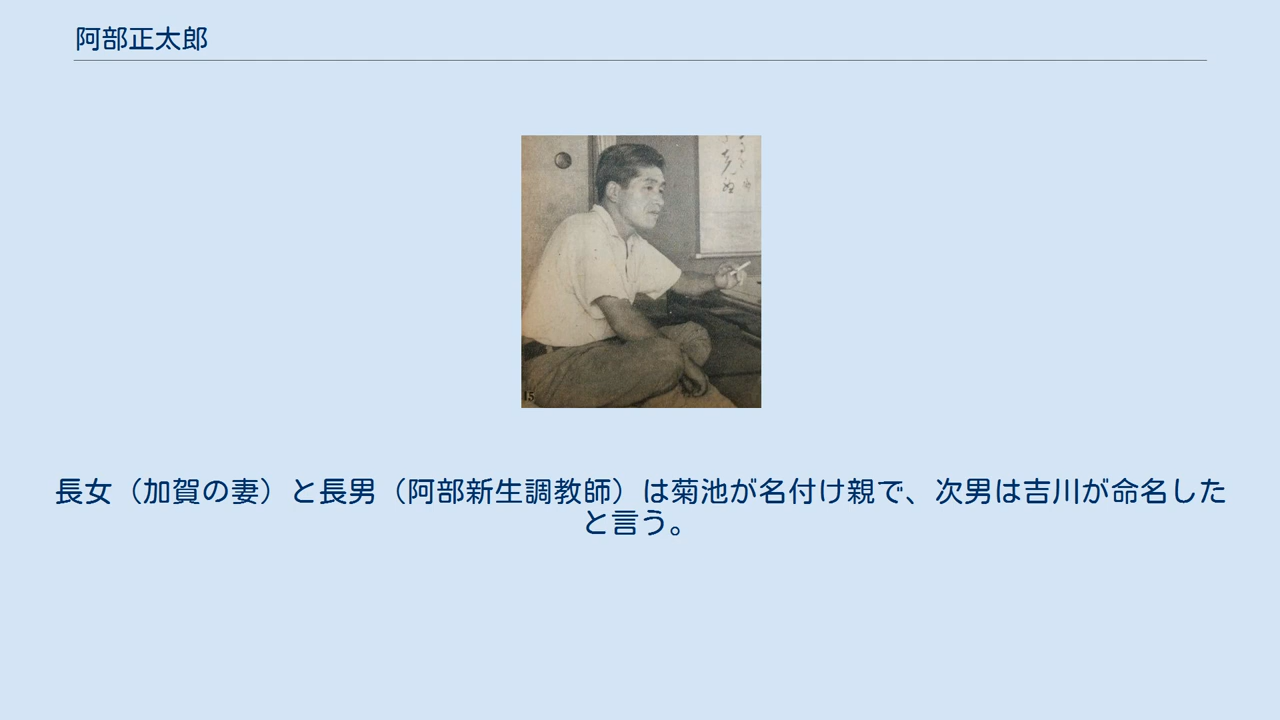 阿部正太郎
15
長女（加賀の妻）と長男（阿部新生調教師）は菊池が名付け親で、次男は吉川が命名した
と言う。